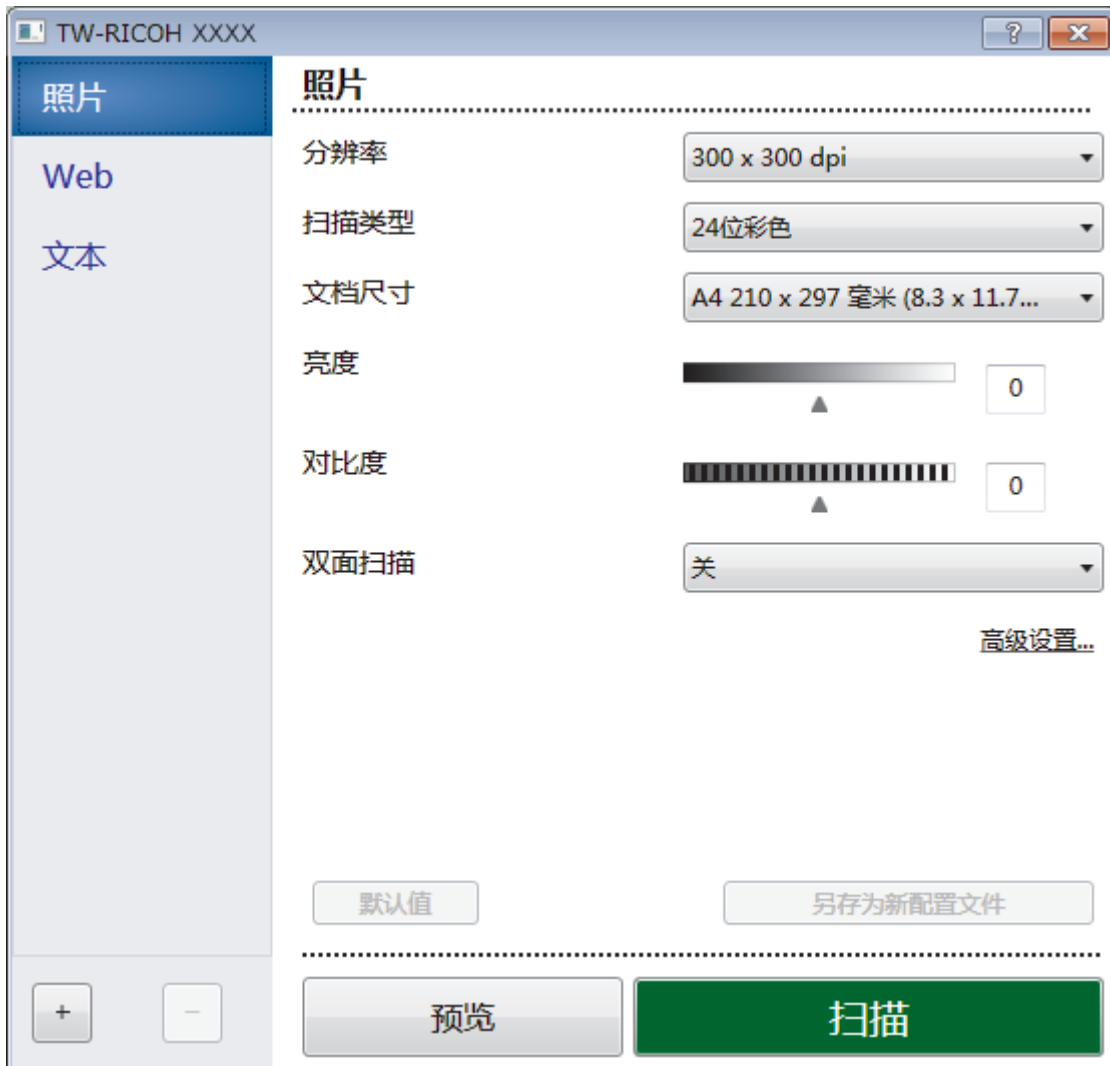 TW-RICOH XXXX
?
照片
Web
文本
照片
分辨率
300 x 300 dpi
扫描类型
24位彩色
文档尺寸
A4 210 x 297 毫米 (8.3 x 11.7...
亮度
0
对比度
0
双面扫描
关
高级设置...
默认值
另存为新配置文件
+
−
预览
扫描